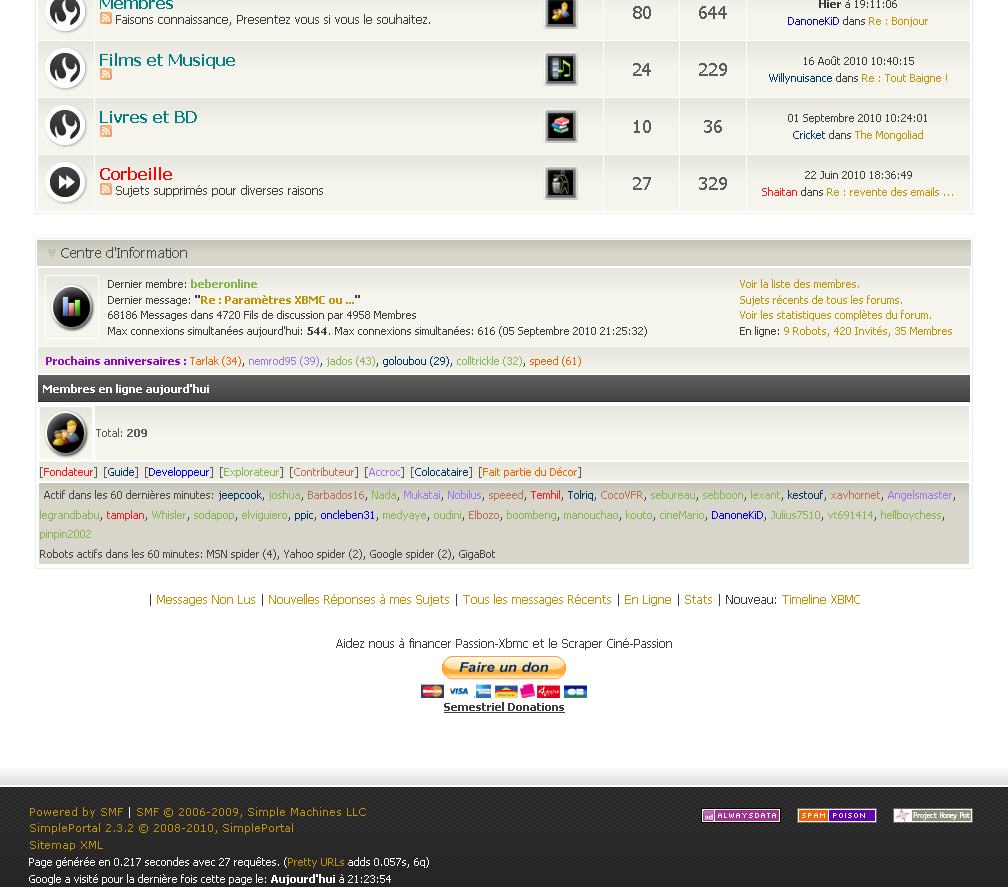 Membres
Faisons connaissance, Presentez vous si vous le souhaitez.
80
644
Hier à 19:11:06
DanoneKiD dans Re : Bonjour
Films et Musique
24
229
16 Août 2010 10:40:15
Willynuisance dans Re : Tout Baigne !
Livres et BD
10
36
01 Septembre 2010 10:24:01
Cricket dans The Mongoliad
Corbeille
Sujets supprimés pour diverses raisons
27
329
22 Juin 2010 18:36:49
Shaitan dans Re : revente des emails ...
Centre d'Information
Dernier membre: beberonline
Dernier message: "Re : Paramètres XBMC ou ..."
68186 Messages dans 4720 Fils de discussion par 4958 Membres
Max connexions simultanées aujourd'hui: 544. Max connexions simultanées: 616 (05 Septembre 2010 21:25:32)
Voir la liste des membres.
Sujets récents de tous les forums.
Voir les statistiques complètes du forum.
En ligne: 9 Robots, 420 Invités, 35 Membres
Prochains anniversaires : Tarlak (34), nemrod95 (39), jados (43), goloubou (29), colltrickle (32), speed (61)
Membres en ligne aujourd'hui
Total: 209
[Fondateur] [Guide] [Developpeur] [Explorateur] [Contributeur] [Accroc] [Colocataire] [Fait partie du Décor]
Actif dans les 60 dernières minutes: jeepcook, joshua, Barbados16, Nada, Mukatai, Nobilus, speeed, Temhil, Tolriq, CocoVFR, sebureau, sebboon, lexant, kestouf, xavhornet, Angelsmaster,
legrandbabu, tamplan, Whisler, sodapop, elviguiero, ppic, oncleben31, medyaye, oudini, Elbozo, boombeng, manouchao, kouto, cineMario, DanoneKiD, Julius7510, vt691414, hellboychess,
pinpin2002
Robots actifs dans les 60 minutes: MSN spider (4), Yahoo spider (2), Google spider (2), GigaBot
| Messages Non Lus | Nouvelles Réponses à mes Sujets | Tous les messages Récents | En Ligne | Stats | Nouveau: Timeline XBMC
Aidez nous à financer Passion-Xbmc et le Scraper Ciné-Passion
Faire un don
VISA
Semestriel Donations
Powered by SMF | SMF © 2006-2009, Simple Machines LLC
SimplePortal 2.3.2 © 2008-2010, SimplePortal
Sitemap XML
Page générée en 0.217 secondes avec 27 requêtes. (Pretty URLs adds 0.057s, 6q)
Google a visité pour la dernière fois cette page le: Aujourd'hui à 21:23:54
ad ALWAYSDATA
SPAM POISON
Project Honey Pot